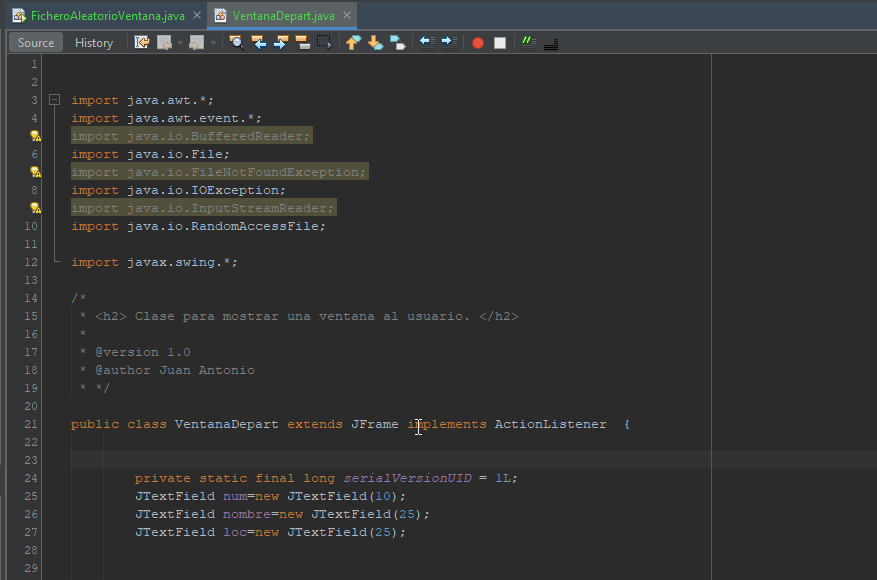 FicheroAleatorioVentana.java × VentanaDepart.java ×
Source History
1
2
3 import java.awt.*;
4 import java.awt.event.*;
import java.io.BufferedReader;
6 import java.io.File;
import java.io.FileNotFoundException;
8 import java.io.IOException;
import java.io.InputStreamReader;
10 import java.io.RandomAccessFile;
11
12 import javax.swing.*;
13
14 /*
15 * <h2> Clase para mostrar una ventana al usuario. </h2>
16 *
17 * @version 1.0
18 * @author Juan Antonio
19 * */
20
21 public class VentanaDepart extends JFrame implements ActionListener {
22
23
24 private static final long serialVersionUID = 1L;
25 JTextField num=new JTextField(10);
26 JTextField nombre=new JTextField(25);
27 JTextField loc=new JTextField(25);
28
29